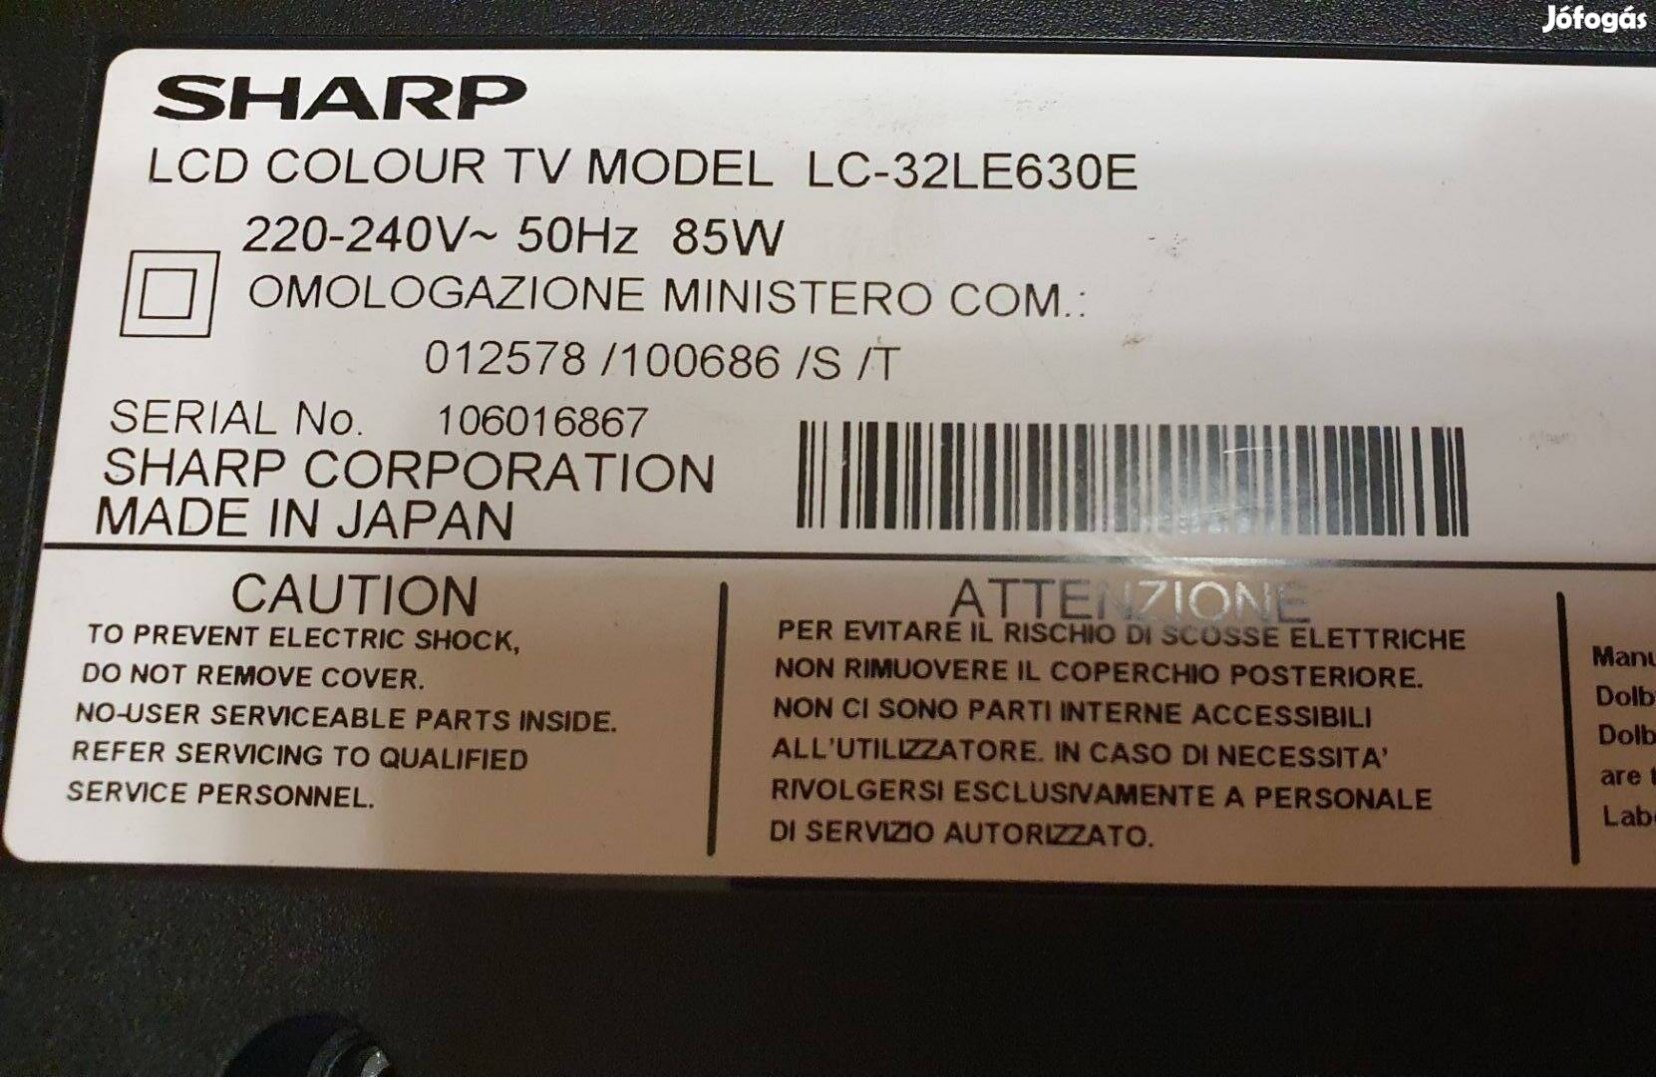 Jófogás
SHARP
LCD COLOUR TV MODEL LC-32LE630E
220-240V~ 50Hz 85W
OMOLOGAZIONE MINISTERO COM.:
012578 /100686 /S /T
SERIAL No. 106016867
SHARP CORPORATION
MADE IN JAPAN
CAUTION
TO PREVENT ELECTRIC SHOCK,
DO NOT REMOVE COVER.
NO-USER SERVICEABLE PARTS INSIDE.
REFER SERVICING TO QUALIFIED
SERVICE PERSONNEL.
ATTENZIONE
PER EVITARE IL RISCHIO DI SCOSSE ELETTRICHE
NON RIMUOVERE IL COPERCHIO POSTERIORE.
NON CI SONO PARTI INTERNE ACCESSIBILI
ALL'UTILIZZATORE. IN CASO DI NECESSITA'
RIVOLGERSI ESCLUSIVAMENTE A PERSONALE
DI SERVIZIO AUTORIZZATO.
are